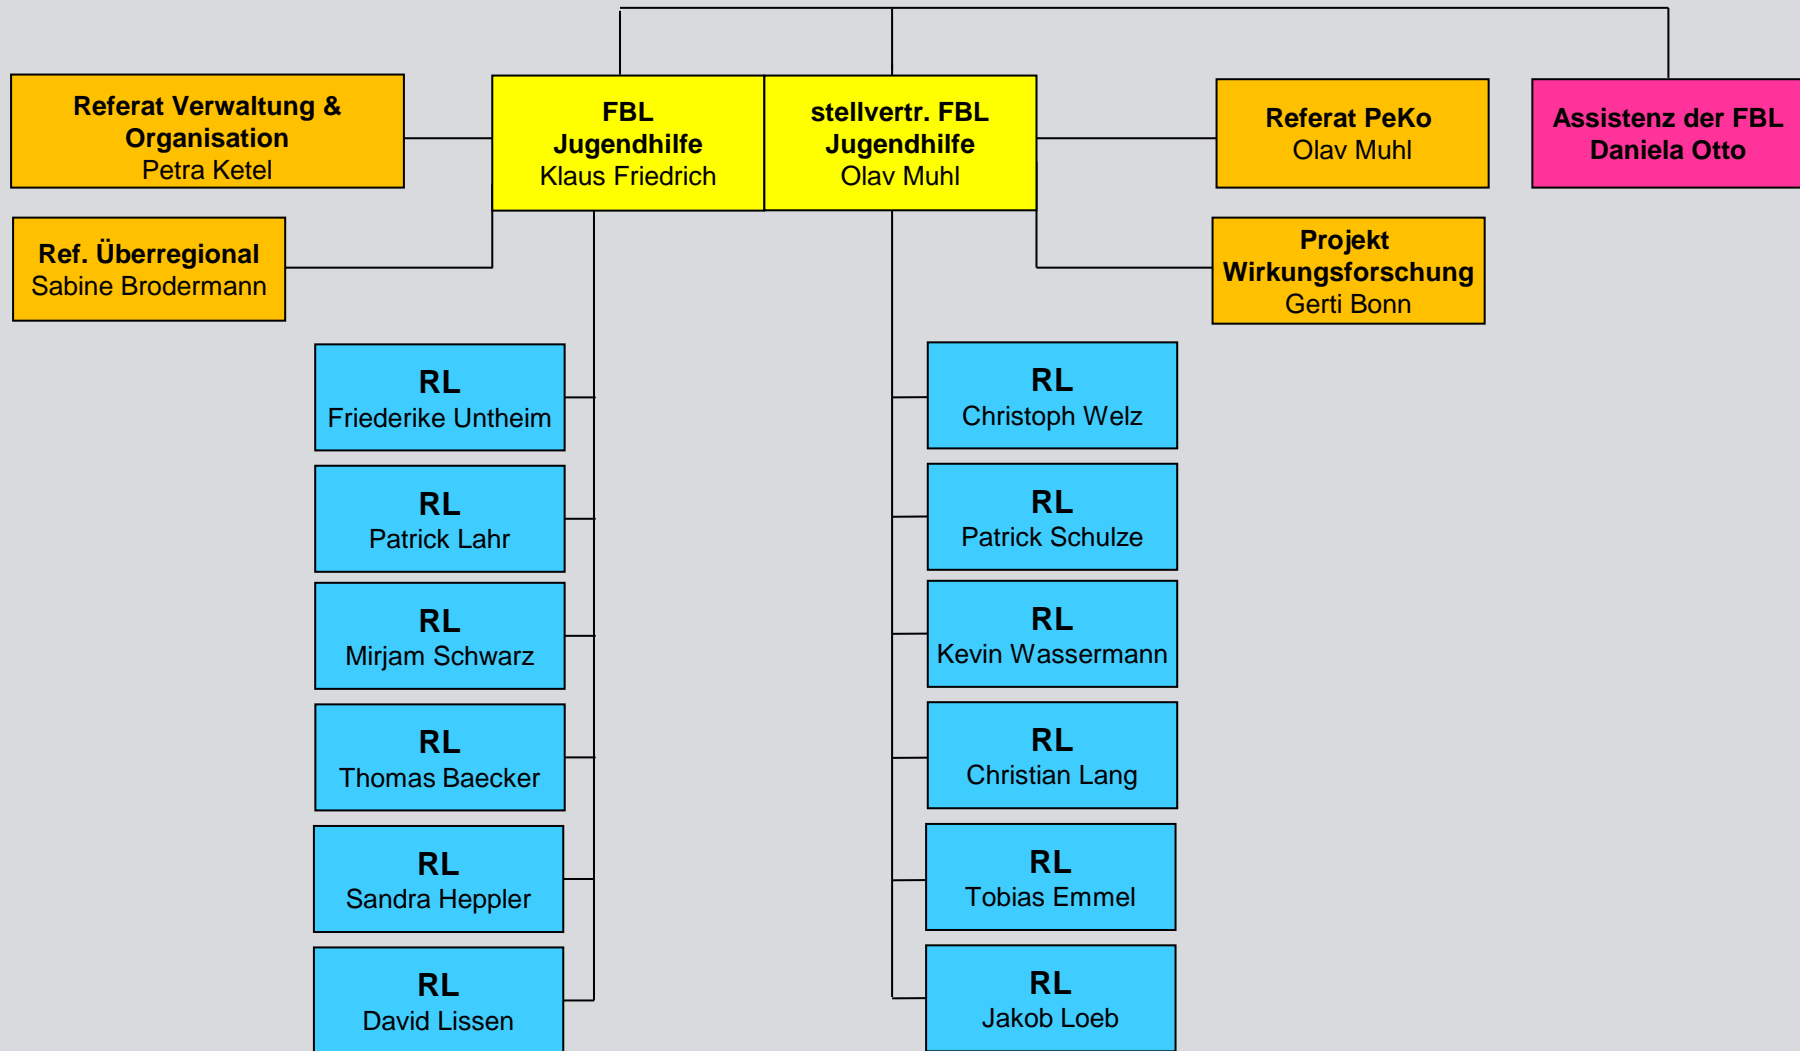 Referat Verwaltung &
Organisation
Petra Ketel
FBL
Jugendhilfe
Klaus Friedrich
stellvertr. FBL
Jugendhilfe
Olav Muhl
Referat PeKo
Olav Muhl
Assistenz der FBL
Daniela Otto
Ref. Überregional
Sabine Brodermann
Projekt
Wirkungsforschung
Gerti Bonn
RL
Friederike Untheim
RL
Christoph Welz
RL
Patrick Lahr
RL
Patrick Schulze
RL
Mirjam Schwarz
RL
Kevin Wassermann
RL
Thomas Baecker
RL
Christian Lang
RL
Sandra Heppler
RL
Tobias Emmel
RL
David Lissen
RL
Jakob Loeb